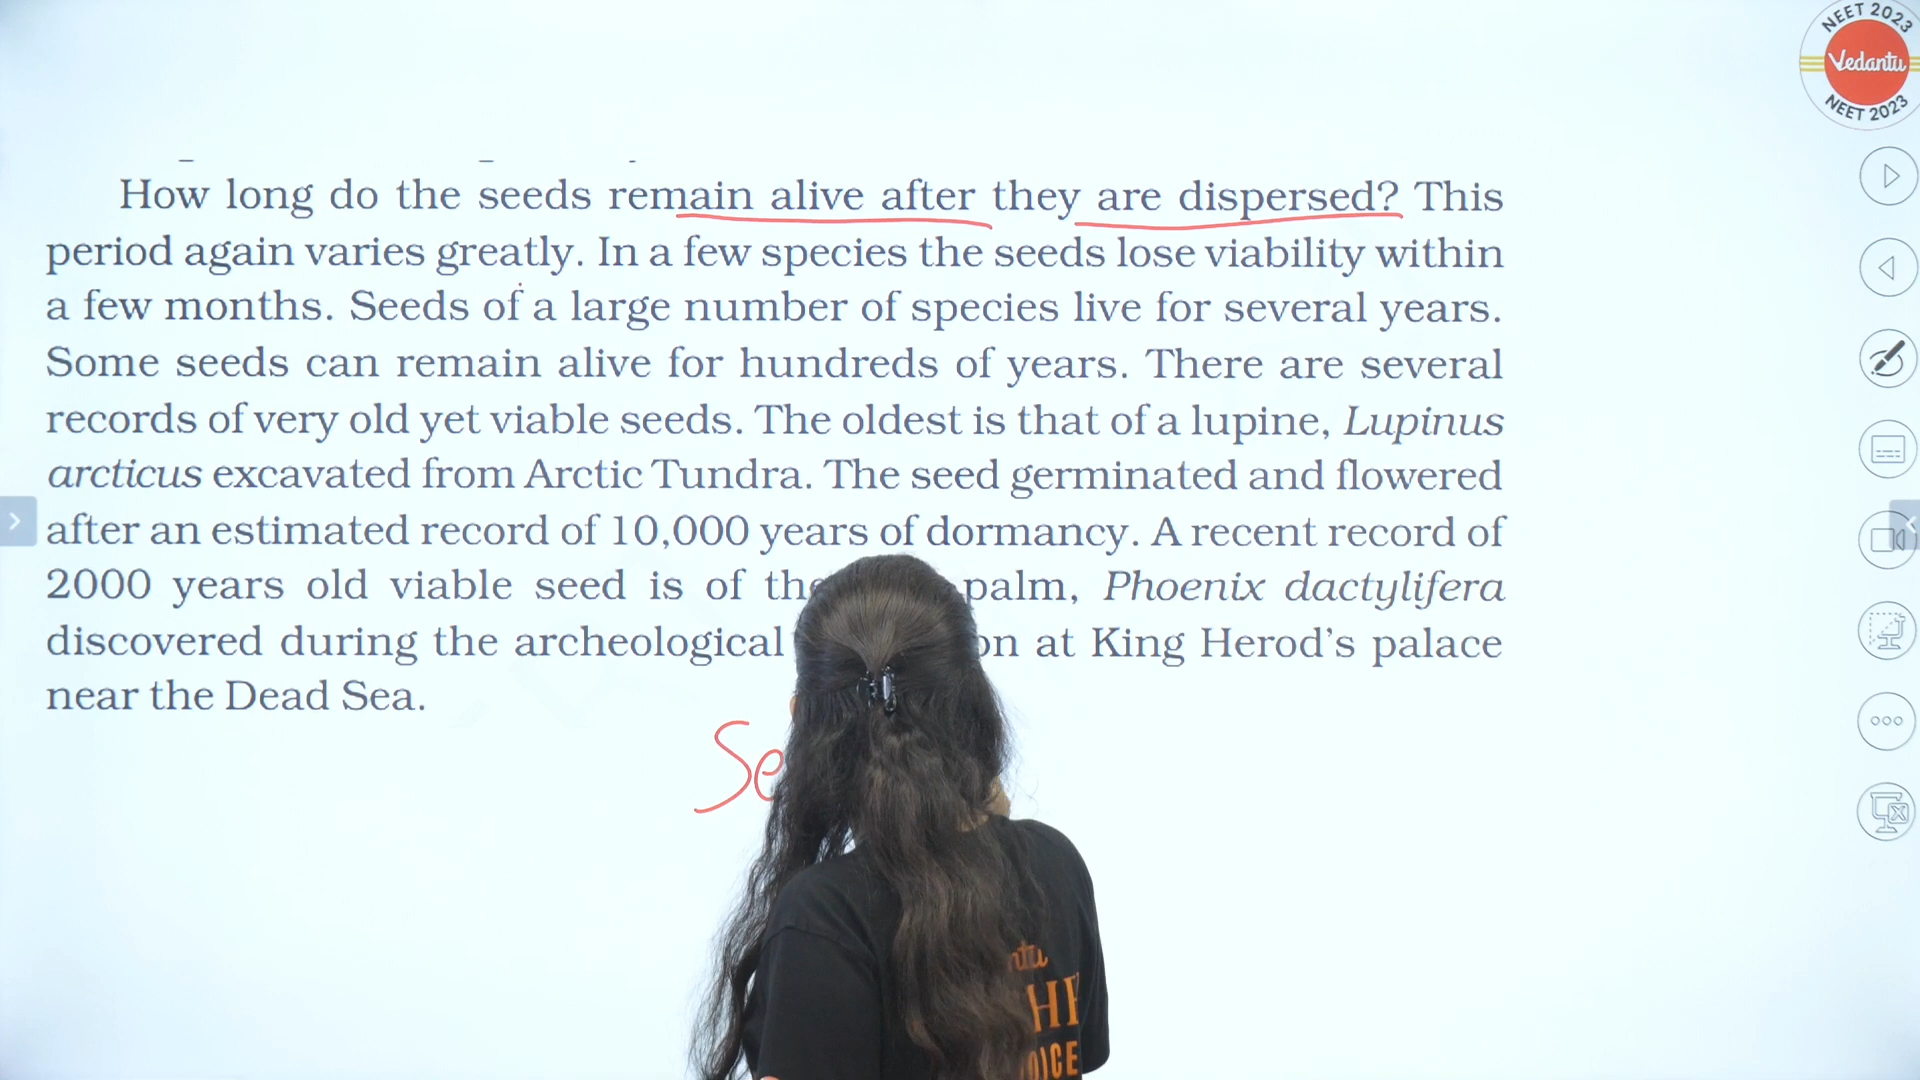 NEET 2023
Vedantu
NEET 2023
How long do the seeds remain alive after they are dispersed? This
period again varies greatly. In a few species the seeds lose viability within
a few months. Seeds of a large number of species live for several years.
Some seeds can remain alive for hundreds of years. There are several
records of very old yet viable seeds. The oldest is that of a lupine, Lupinus
arcticus excavated from Arctic Tundra. The seed germinated and flowered
after an estimated record of 10,000 years of dormancy. A recent record of
2000 years old viable seed is of palm, Phoenix dactylifera
discovered during the archeological at King Herod's palace
near the Dead Sea.
Se